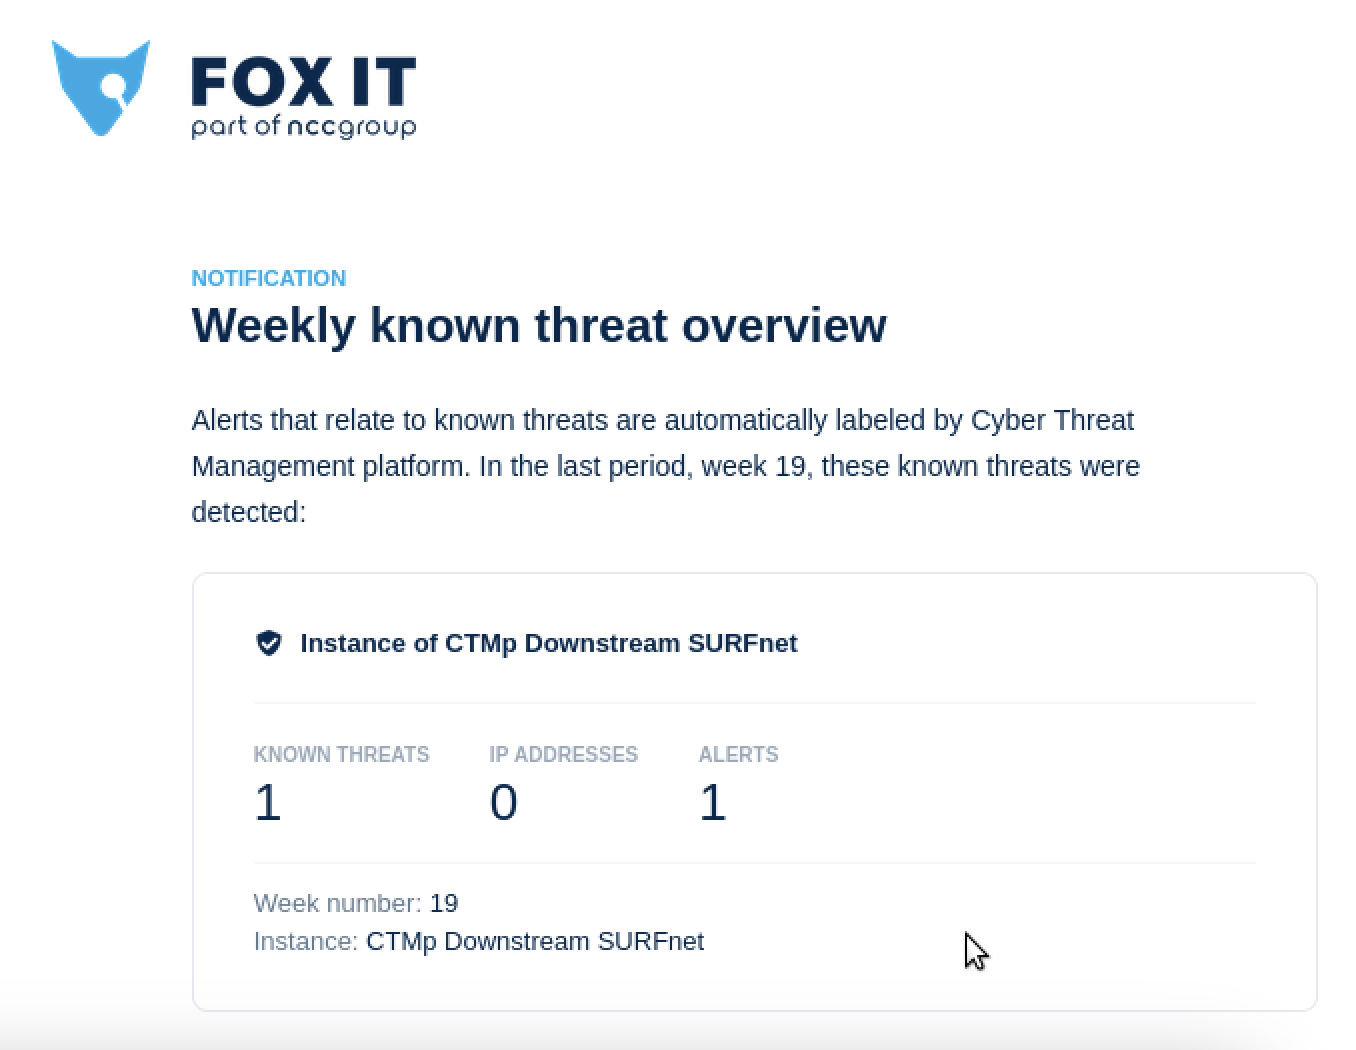 FOX IT
part of nccgroup
NOTIFICATION
Weekly known threat overview
Alerts that relate to known threats are automatically labeled by Cyber Threat
Management platform. In the last period, week 19, these known threats were
detected:
Instance of CTMp Downstream SURFnet
KNOWN THREATS IP ADDRESSES ALERTS
1 0 1
Week number: 19
Instance: CTMp Downstream SURFnet